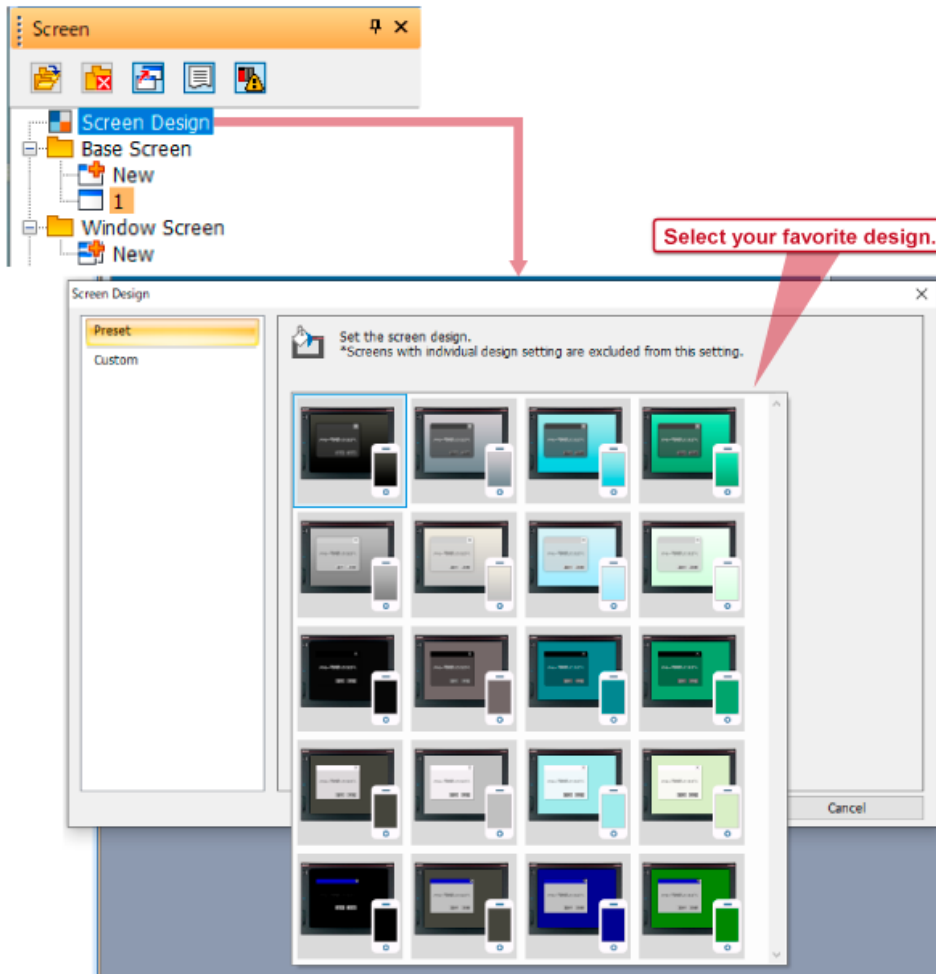 Screen
Screen Design
Base Screen
New
1
Window Screen
New
Select your favorite design.
Screen Design
Preset
Custom
Set the screen design.
*Screens with individual design setting are excluded from this setting.
Cancel